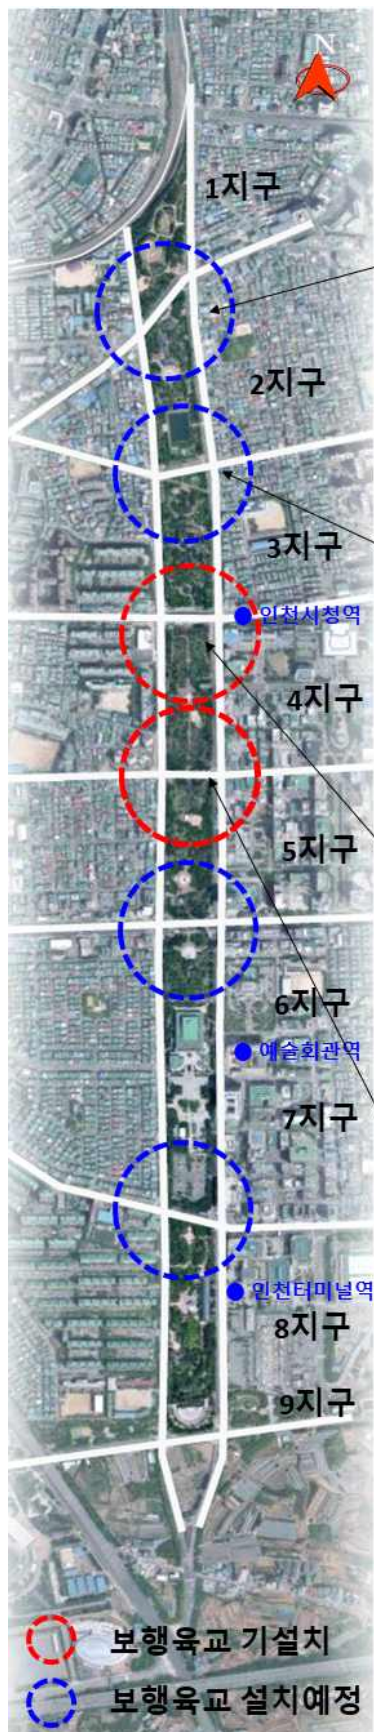 N
1지구
2지구
3지구
인천시청역
4지구
5지구
6지구
예술회관역
7지구
인천터미널역
8지구
9지구
보행육교 기설치
보행육교 설치예정